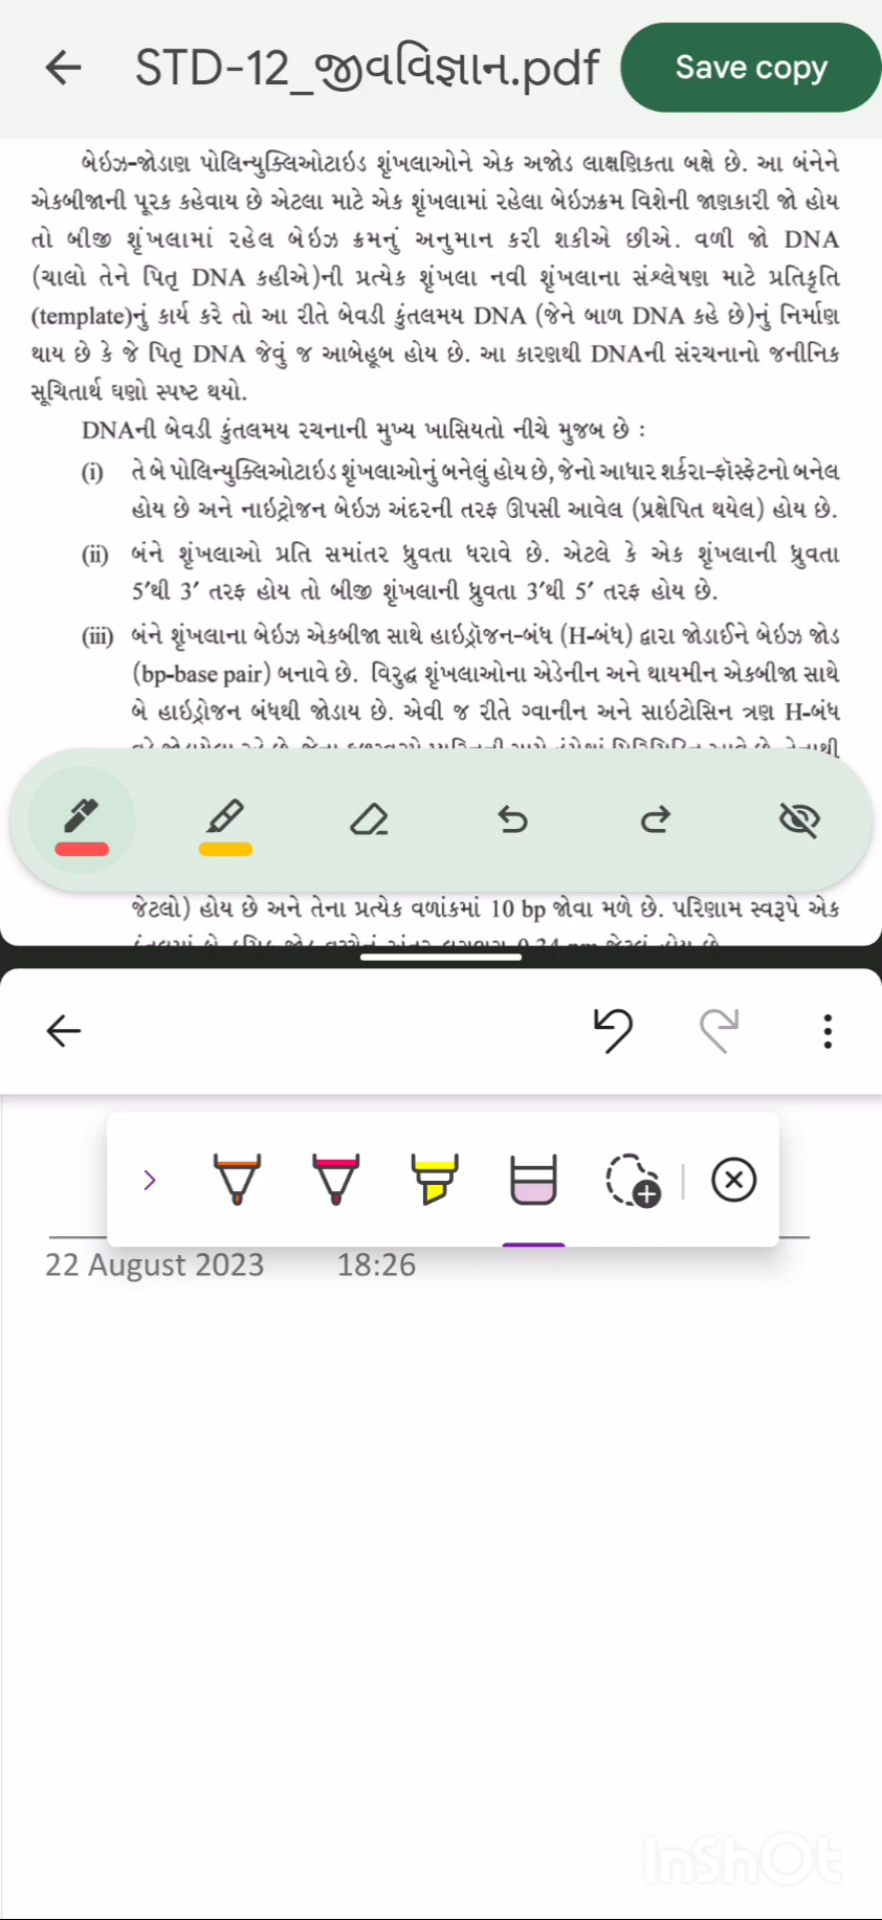 STD-12_જીવવિજ્ઞાન.pdf
Save copy
બેઇઝ-જોડાણ પોલિન્યુક્લિઓટાઇડ શૃંખલાઓને એક અજોડ લાક્ષણિકતા બક્ષે છે. આ બંનેને
એકબીજાની પૂરક કહેવાય છે એટલા માટે એક શૃંખલામાં રહેલા બેઇઝક્રમ વિશેની જાણકારી જો હોય
તો બીજી શૃંખલામાં રહેલ બેઇઝ ક્રમનું અનુમાન કરી શકીએ છીએ. વળી જો DNA
(ચાલો તેને પિતૃ DNA કહીએ)ની પ્રત્યેક શૃંખલા નવી શૃંખલાના સંશ્લેષણ માટે પ્રતિકૃતિ
(template)નું કાર્ય કરે તો આ રીતે બેવડી કુંતલમય DNA (જેને બાળ DNA કહે છે)નું નિર્માણ
થાય છે કે જે પિતૃ DNA જેવું જ આબેહૂબ હોય છે. આ કારણથી DNAની સંરચનાનો જનીનિક
સૂચિતાર્થ ઘણો સ્પષ્ટ થયો.
DNAની બેવડી કુંતલમય રચનાની મુખ્ય ખાસિયતો નીચે મુજબ છે :
(i) તે બે પોલિન્યુક્લિઓટાઇડ શૃંખલાઓનું બનેલું હોય છે, જેનો આધાર શર્કરા-ફૉસ્ફેટનો બનેલ
હોય છે અને નાઇટ્રોજન બેઇઝ અંદરની તરફ ઊપસી આવેલ (પ્રક્ષેપિત થયેલ) હોય છે.
(ii) બંને શૃંખલાઓ પ્રતિ સમાંતર ધ્રુવતા ધરાવે છે. એટલે કે એક શૃંખલાની ધ્રુવતા
5′થી 3′ તરફ હોય તો બીજી શૃંખલાની ધ્રુવતા 3′થી 5′ તરફ હોય છે.
(iii) બંને શૃંખલાના બેઇઝ એકબીજા સાથે હાઇડ્રૉજન-બંધ (H-બંધ) દ્વારા જોડાઈને બેઇઝ જોડ
(bp-base pair) બનાવે છે. વિરુદ્ધ શૃંખલાઓના એડેનીન અને થાયમીન એકબીજા સાથે
બે હાઇડ્રોજન બંધથી જોડાય છે. એવી જ રીતે ગ્વાનીન અને સાઇટોસિન ત્રણ H-બંધ
જેટલો) હોય છે અને તેના પ્રત્યેક વળાંકમાં 10 bp જોવા મળે છે. પરિણામ સ્વરૂપે એક
22 August 2023 18:26
InShOt